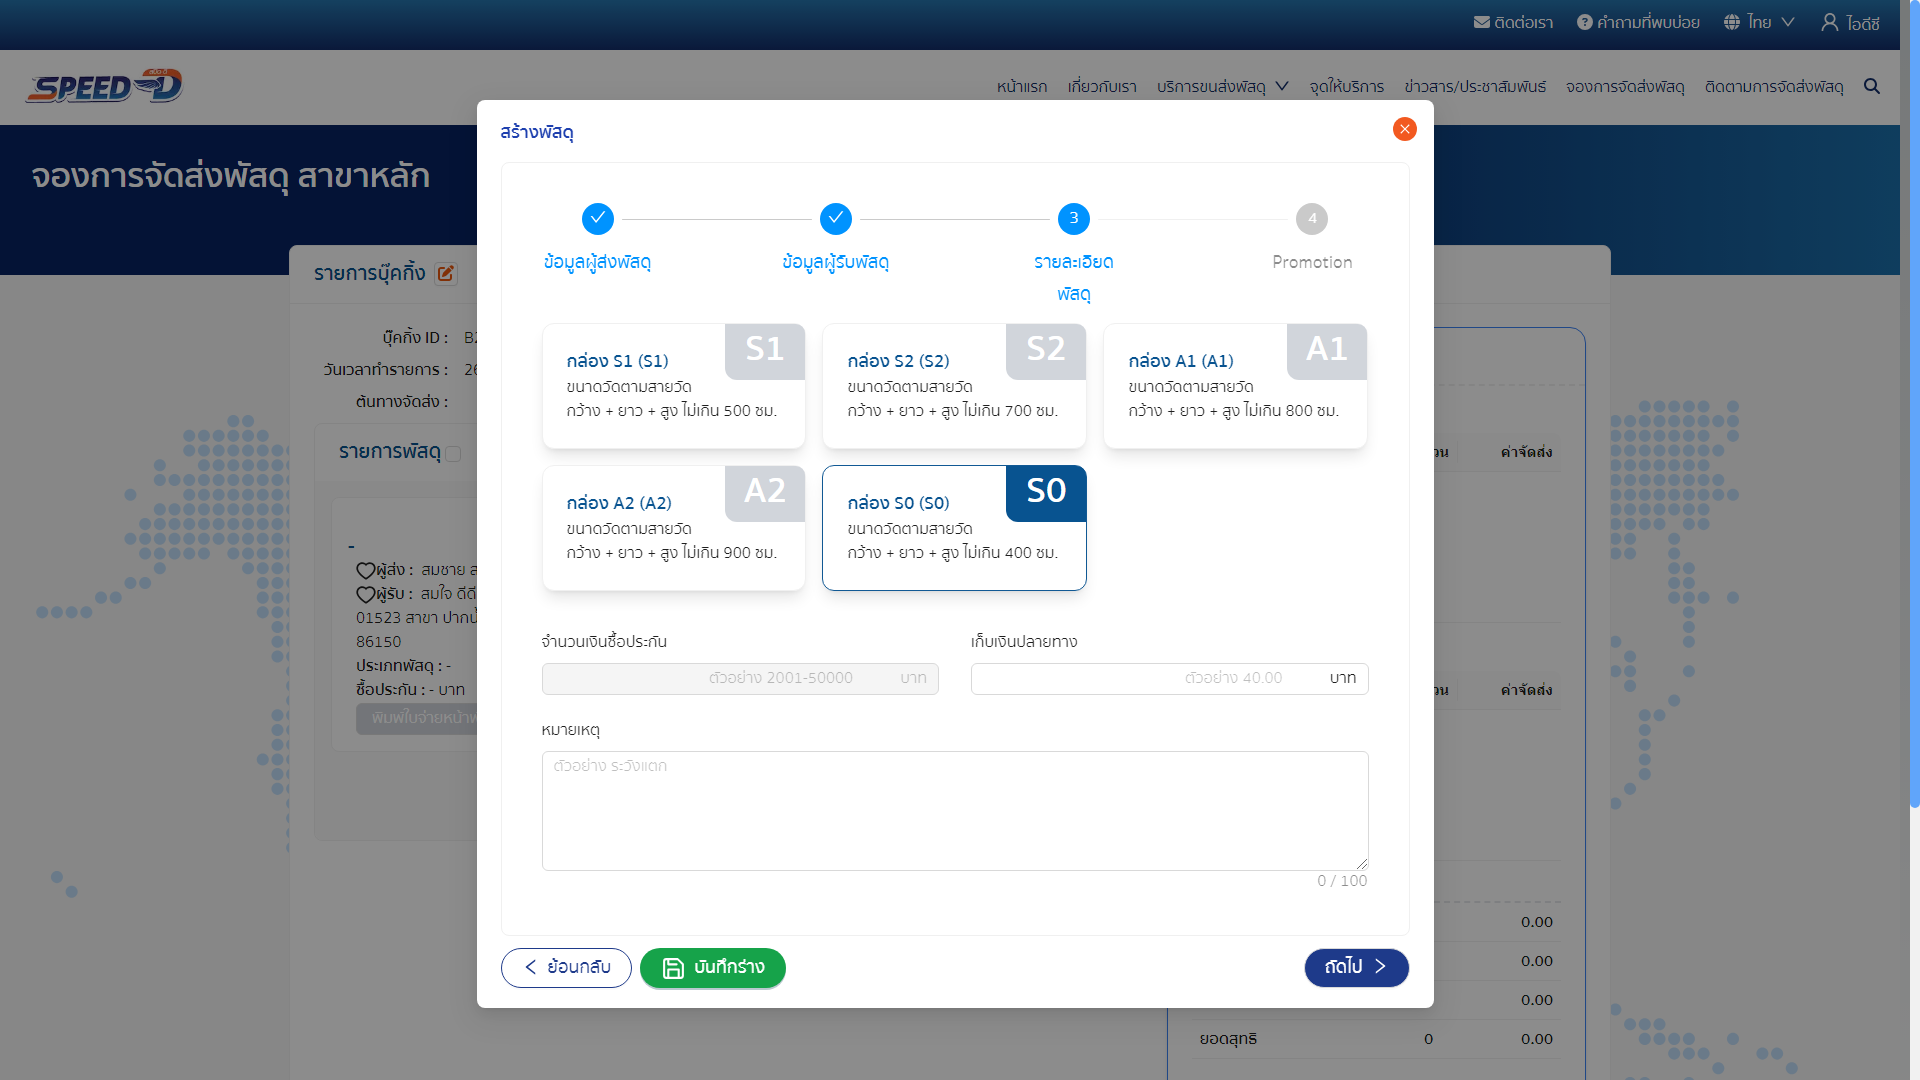 ติดต่อเรา คำถามที่พบบ่อย ไทย ไอดีซี
SPEED-D
หน้าแรก เกี่ยวกับเรา บริการขนส่งพัสดุ จุดให้บริการ ข่าวสาร/ประชาสัมพันธ์ จองการจัดส่งพัสดุ ติดตามการจัดส่งพัสดุ
จองการจัดส่งพัสดุ สาขาหลัก
รายการบุ๊คกิ้ง
บุ๊คกิ้ง ID :
วันเวลาทำรายการ : 26
ต้นทางจัดส่ง :
รายการพัสดุ
-
ผู้ส่ง : สมชาย
ผู้รับ : สมใจ ดีดี
01523 สาขา ปากน้ำ
86150
ประเภทพัสดุ : -
ซื้อประกัน : - บาท
พิมพ์ใบจ่ายหน้า
สร้างพัสดุ
ข้อมูลผู้ส่งพัสดุ
ข้อมูลผู้รับพัสดุ
3
รายละเอียด
พัสดุ
4
Promotion
S1
กล่อง S1 (S1)
ขนาดวัดตามสายวัด
กว้าง + ยาว + สูง ไม่เกิน 500 ซม.
S2
กล่อง S2 (S2)
ขนาดวัดตามสายวัด
กว้าง + ยาว + สูง ไม่เกิน 700 ซม.
A1
กล่อง A1 (A1)
ขนาดวัดตามสายวัด
กว้าง + ยาว + สูง ไม่เกิน 800 ซม.
A2
กล่อง A2 (A2)
ขนาดวัดตามสายวัด
กว้าง + ยาว + สูง ไม่เกิน 900 ซม.
S0
กล่อง S0 (S0)
ขนาดวัดตามสายวัด
กว้าง + ยาว + สูง ไม่เกิน 400 ซม.
จำนวนเงินซื้อประกัน
ตัวอย่าง 2001-50000 บาท
เก็บเงินปลายทาง
ตัวอย่าง 40.00 บาท
หมายเหตุ
ตัวอย่าง ระวังแตก
0 / 100
ย้อนกลับ บันทึกร่าง ถัดไป
ค่าจัดส่ง
ค่าจัดส่ง
0.00
0.00
0.00
ยอดสุทธิ 0 0.00